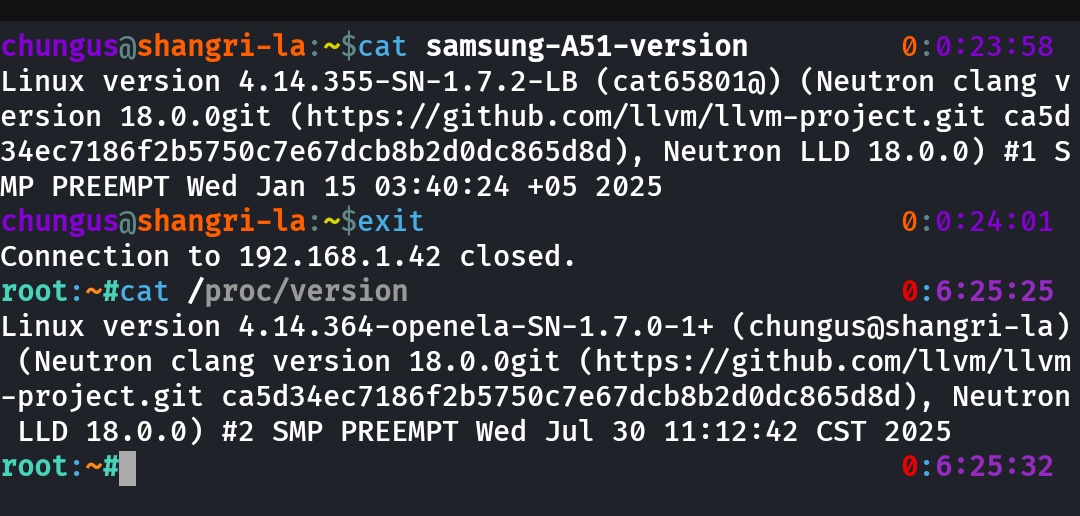 chungus@shangri-la:~$cat samsung-A51-version 0:0:23:58
Linux version 4.14.355-SN-1.7.2-LB (cat65801@) (Neutron clang v
ersion 18.0.0git (https://github.com/llvm/llvm-project.git ca5d
34ec7186f2b5750c7e67dcb8b2d0dc865d8d), Neutron LLD 18.0.0) #1 S
MP PREEMPT Wed Jan 15 03:40:24 +05 2025
chungus@shangri-la:~$exit 0:0:24:01
Connection to 192.168.1.42 closed.
root:~#cat /proc/version 0:6:25:25
Linux version 4.14.364-openela-SN-1.7.0-1+ (chungus@shangri-la)
 (Neutron clang version 18.0.0git (https://github.com/llvm/llvm
-project.git ca5d34ec7186f2b5750c7e67dcb8b2d0dc865d8d), Neutron
 LLD 18.0.0) #2 SMP PREEMPT Wed Jul 30 11:12:42 CST 2025
root:~# 0:6:25:32